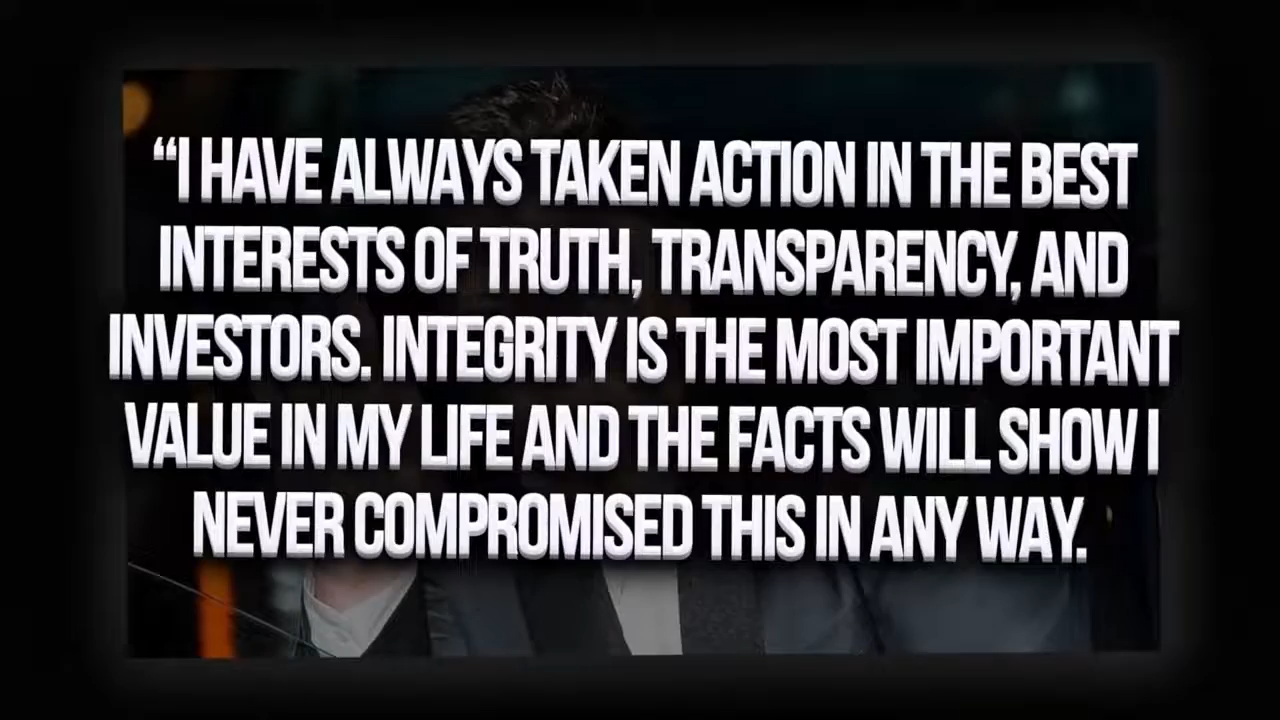 “I HAVE ALWAYS TAKEN ACTION IN THE BEST
INTERESTS OF TRUTH, TRANSPARENCY, AND
INVESTORS. INTEGRITY IS THE MOST IMPORTANT
VALUE IN MY LIFE AND THE FACTS WILL SHOW I
NEVER COMPROMISED THIS IN ANY WAY.